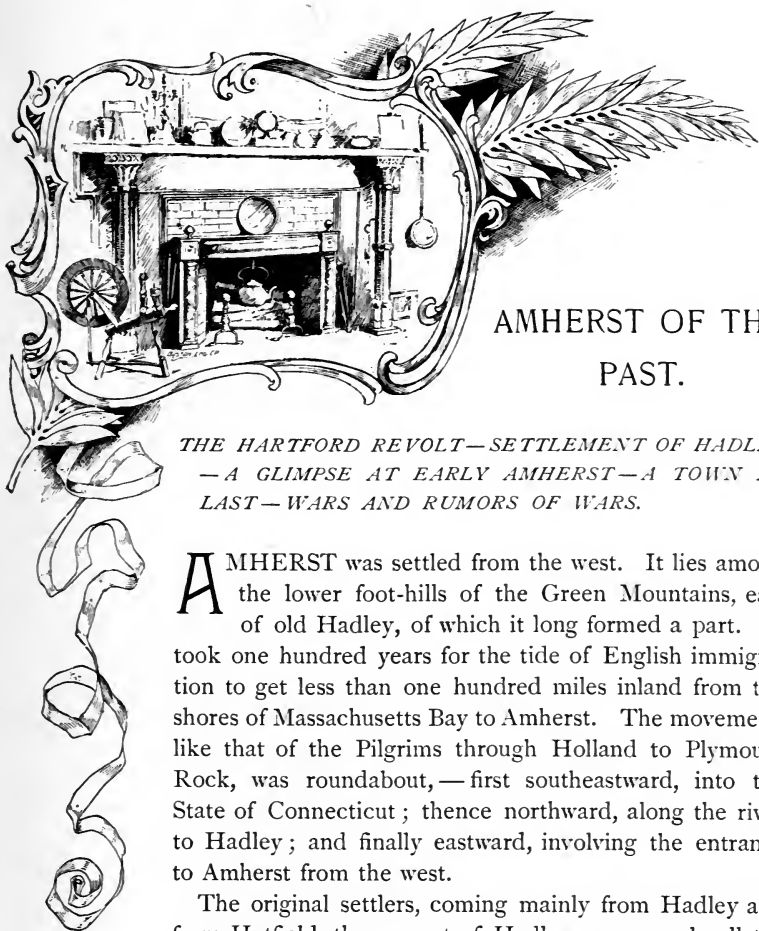 AMHERST OF TH
PAST.
THE HARTFORD REVOLT—SETTLEMENT OF HADL
—A GLIMPSE AT EARLY AMHERST—A TOWN A
LAST—WARS AND RUMORS OF WARS.
AMHERST was settled from the west. It lies amo
the lower foot-hills of the Green Mountains, ea
of old Hadley, of which it long formed a part.
took one hundred years for the tide of English immig
tion to get less than one hundred miles inland from t
shores of Massachusetts Bay to Amherst. The moveme
like that of the Pilgrims through Holland to Plymou
Rock, was roundabout,—first southeastward, into t
State of Connecticut; thence northward, along the riv
to Hadley; and finally eastward, involving the entran
to Amherst from the west.
The original settlers, coming mainly from Hadley a